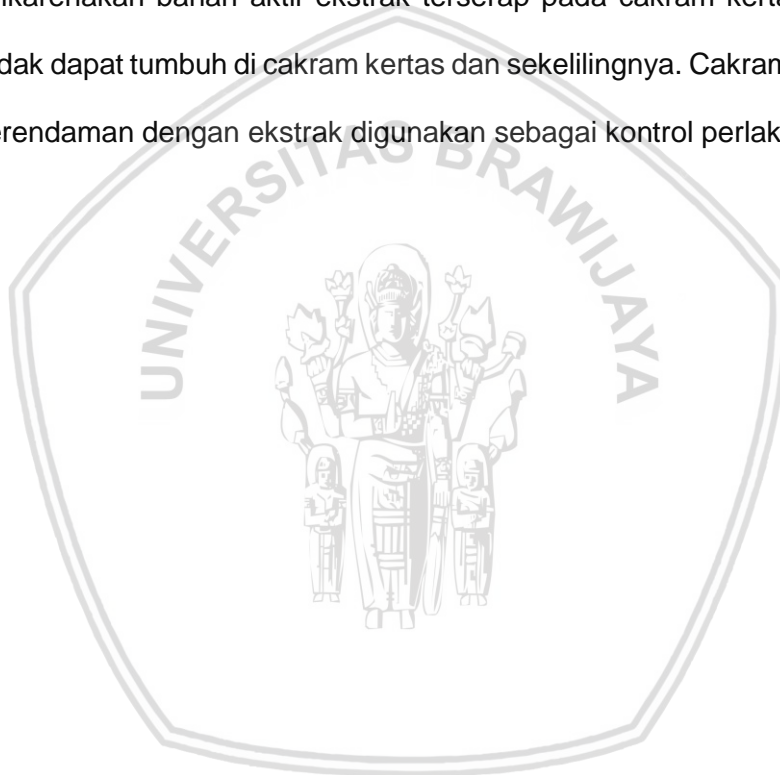 ikarenakan bahan aktif ekstrak terserap pada cakram kerta
dak dapat tumbuh di cakram kertas dan sekelilingnya. Cakram
erendaman dengan ekstrak digunakan sebagai kontrol perlak
UNIVERSITAS BRAWIJAYA